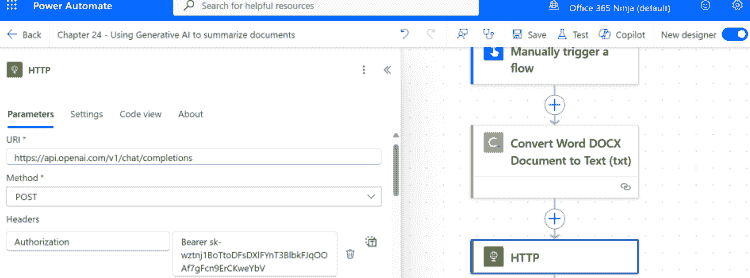 Power Automate
Search for helpful resources
Office 365 Ninja (default)
Back
Chapter 24 - Using Generative AI to summarize documents
Save
Test
Copilot
New designer
HTTP
Parameters
Settings
Code view
About
URI *
https://api.openai.com/v1/chat/completions
Method *
POST
Headers
Authorization
Bearer sk-
Manually trigger a
flow
Convert Word DOCX
Document to Text (txt)
HTTP